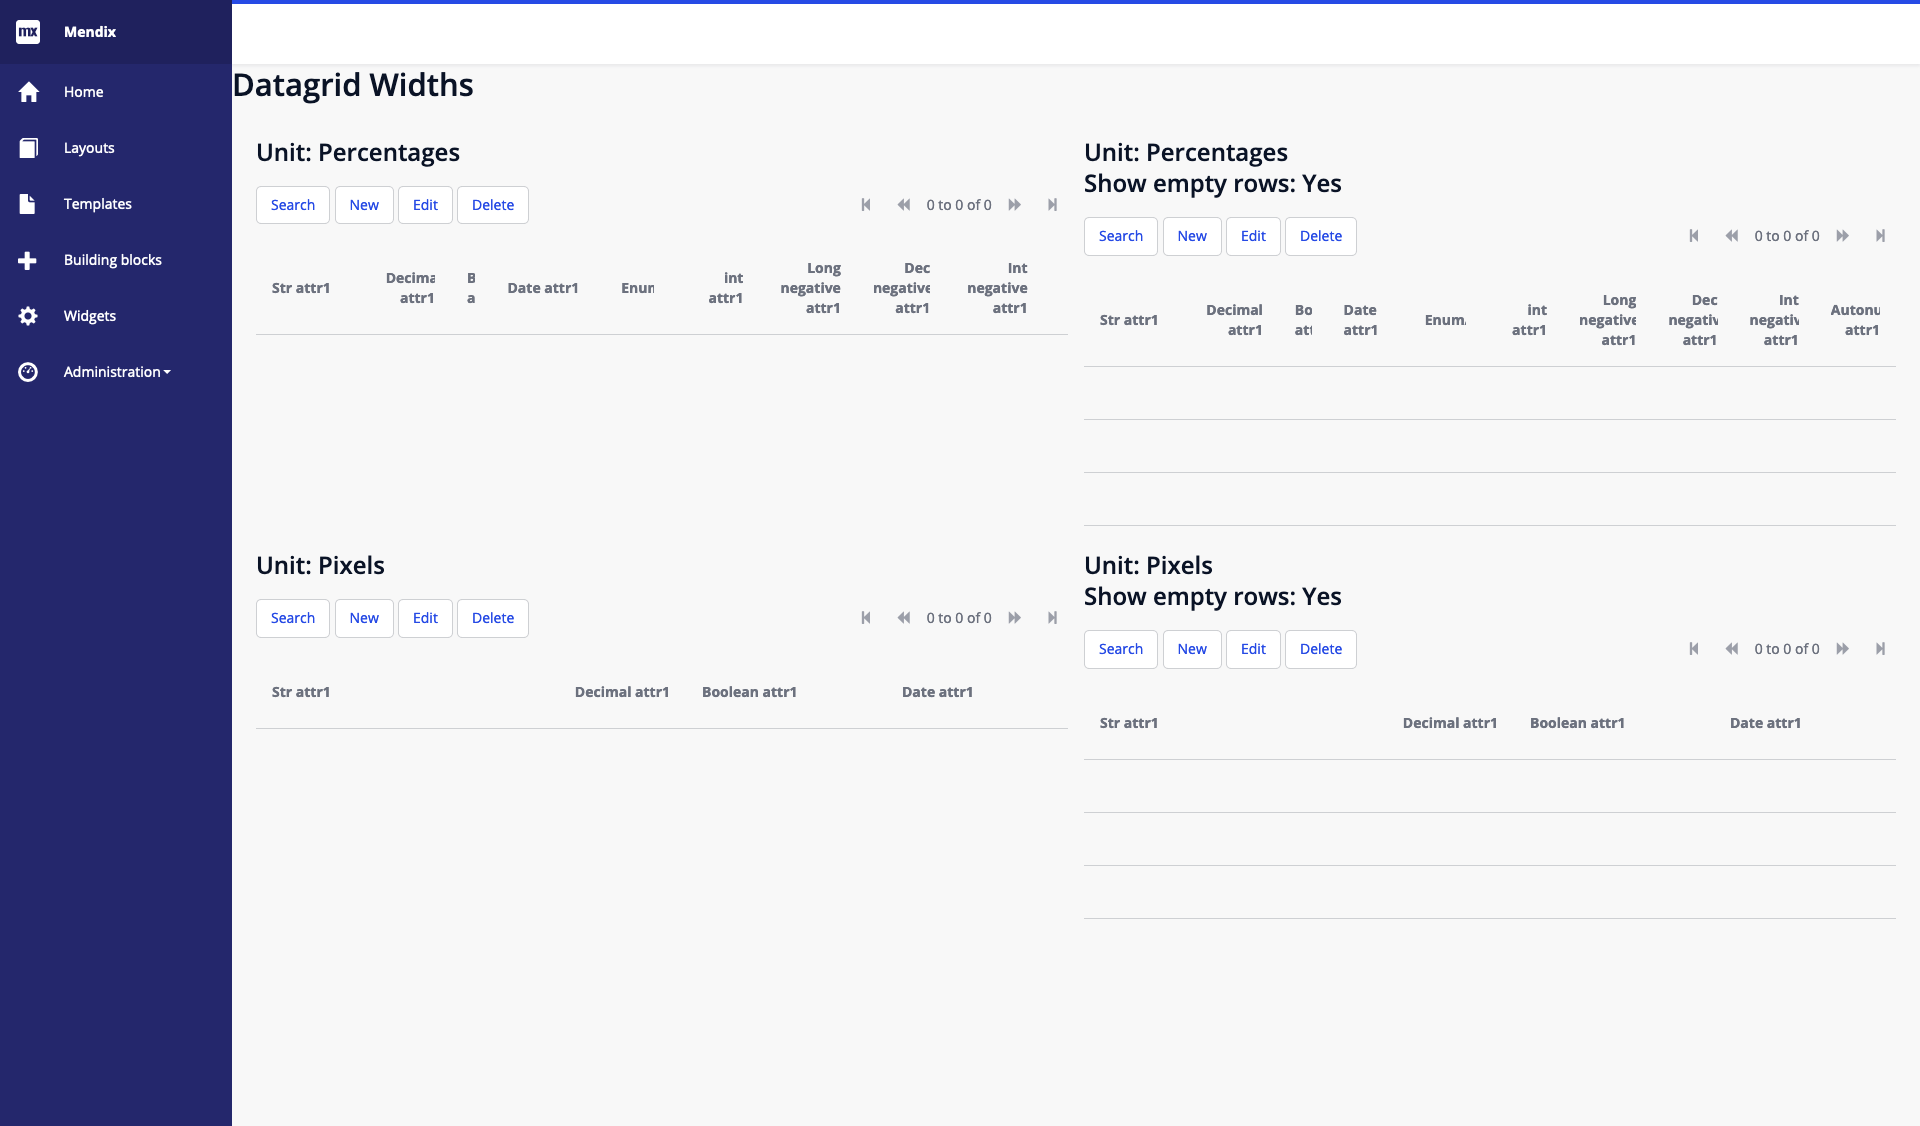 mx Mendix
Home
Layouts
Templates
Building blocks
Widgets
Administration
Datagrid Widths
Unit: Percentages
Search New Edit Delete 0 to 0 of 0
Str attr1 Decima attr1 B a Date attr1 Enum int attr1 Long negative attr1 Dec negative attr1 Int negative attr1
Unit: Percentages
Show empty rows: Yes
Search New Edit Delete 0 to 0 of 0
Str attr1 Decimal attr1 Bo att Date attr1 Enum. int attr1 Long negative attr1 Dec negativ attr1 Int negativ attr1 Autonu attr1
Unit: Pixels
Search New Edit Delete 0 to 0 of 0
Str attr1 Decimal attr1 Boolean attr1 Date attr1
Unit: Pixels
Show empty rows: Yes
Search New Edit Delete 0 to 0 of 0
Str attr1 Decimal attr1 Boolean attr1 Date attr1